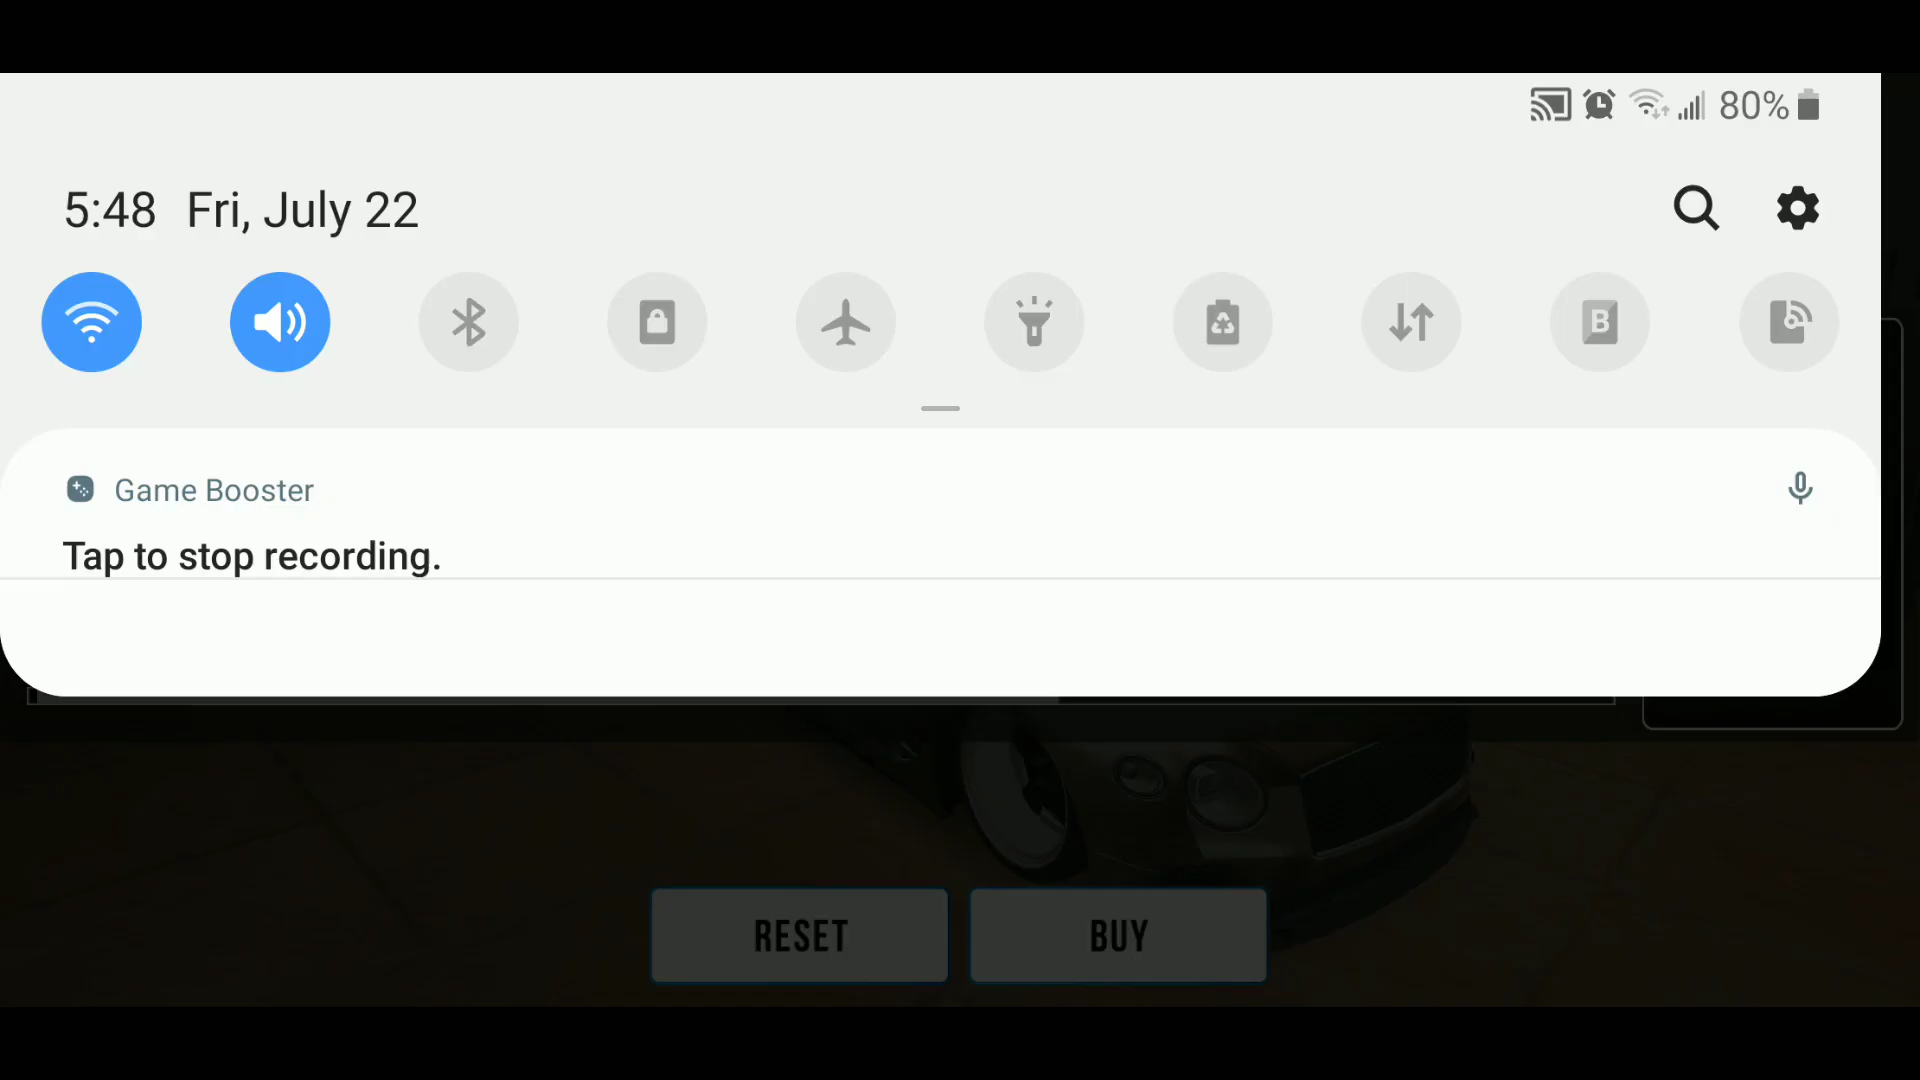 80%
5:48 Fri, July 22
B
Game Booster
Tap to stop recording.
RESET BUY